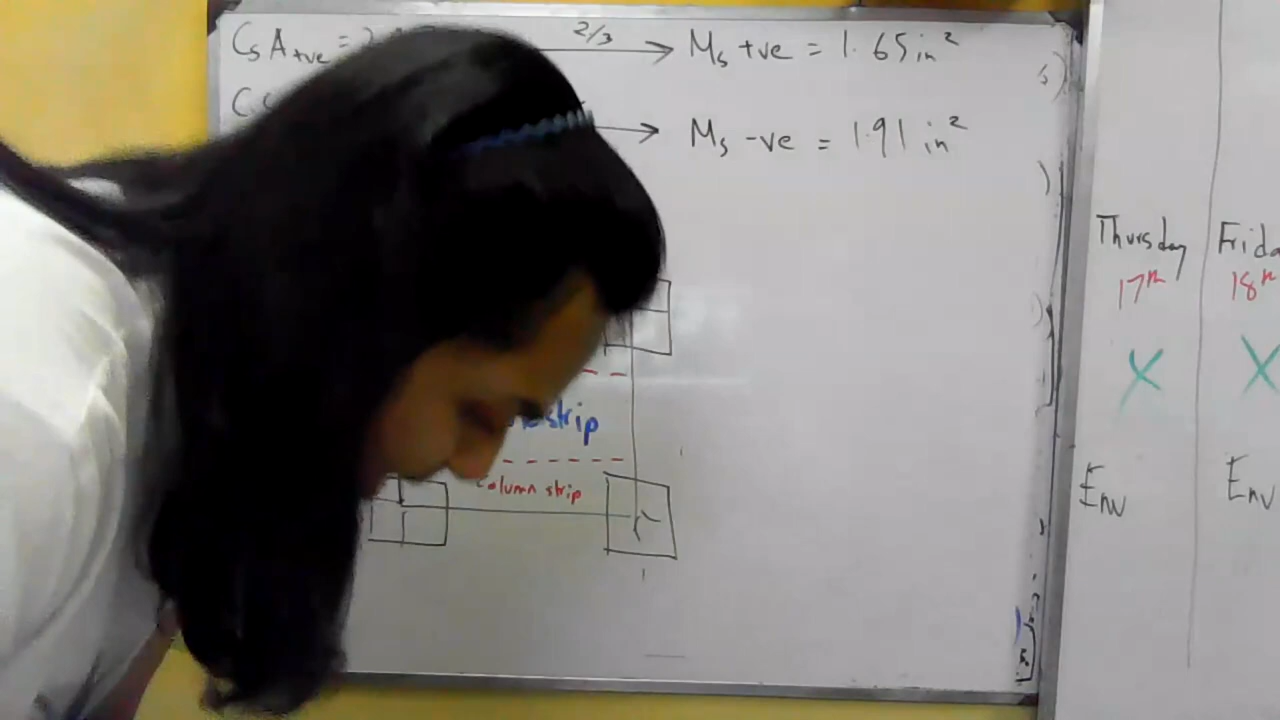 Cs A+ve = 2/3 Ms +ve = 1.65 in²
Ms -ve = 1.91 in²
Thursday Frida
17th 18th
X X
strip
Column strip
Env Env